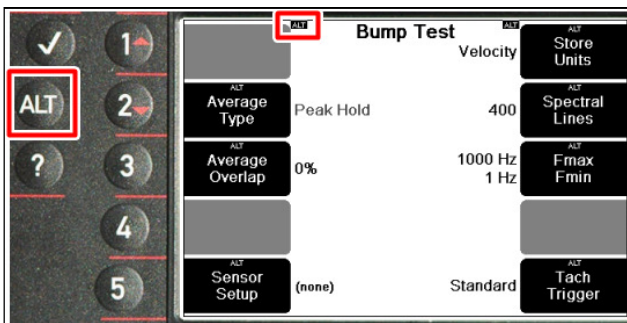 ALT
Bump Test
ALT
ALT
1
Velocity
Store
Units
ALT
2
ALT
Average
Type
Peak Hold
400
ALT
Spectral
Lines
?
3
ALT
Average
Overlap
0%
1000 Hz
1 Hz
ALT
Fmax
Fmin
4
5
ALT
Sensor
Setup
(none)
Standard
ALT
Tach
Trigger